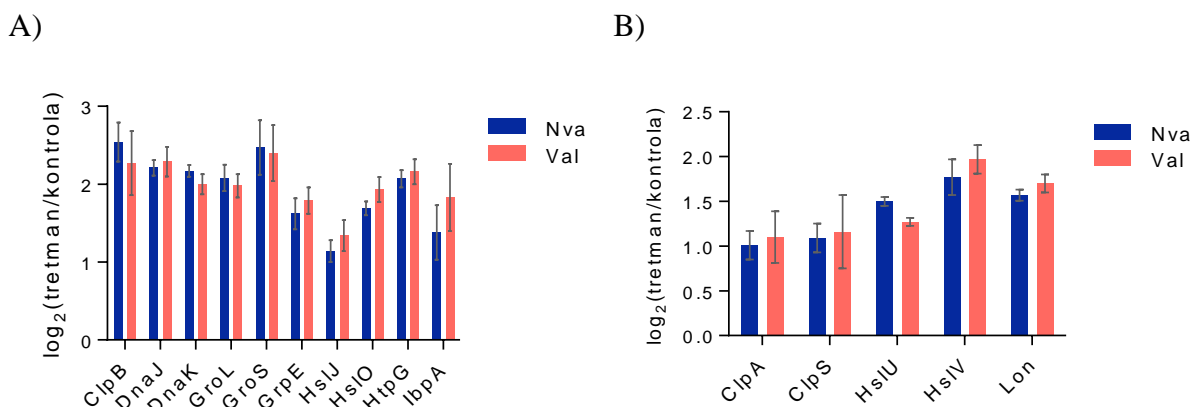 A)
B)
log2(tretman/kontrola)
3
2
1
0
Nva
Val
ClpB
DnaJ
DnaK
GroL
GroS
GrpE
HslJ
HslO
HtpG
IbpA
log2(tretman/kontrola)
2.5
2.0
1.5
1.0
0.5
0.0
Nva
Val
ClpA
ClpS
HslU
HslV
Lon